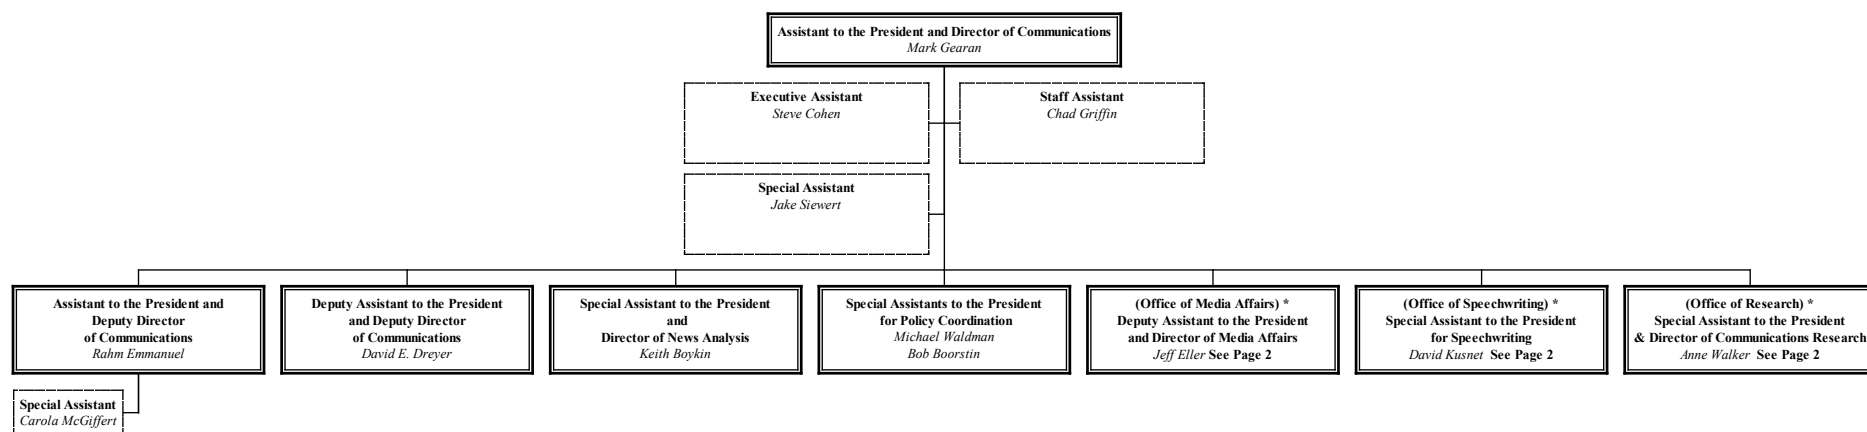 Assistant to the President and Director of Communications
Mark Gearan
Executive Assistant
Steve Cohen
Staff Assistant
Chad Griffin
Special Assistant
Jake Siewert
Assistant to the President and
Deputy Director
of Communications
Rahm Emmanuel
Deputy Assistant to the President
and Deputy Director
of Communications
David E. Dreyer
Special Assistant to the President
and
Director of News Analysis
Keith Boykin
Special Assistants to the President
for Policy Coordination
Michael Waldman
Bob Boorstin
(Office of Media Affairs) *
Deputy Assistant to the President
and Director of Media Affairs
Jeff Eller See Page 2
(Office of Speechwriting) *
Special Assistant to the President
for Speechwriting
David Kusnet See Page 2
(Office of Research) *
Special Assistant to the President
& Director of Communications Research
Anne Walker See Page 2
Special Assistant
Carola McGiffert